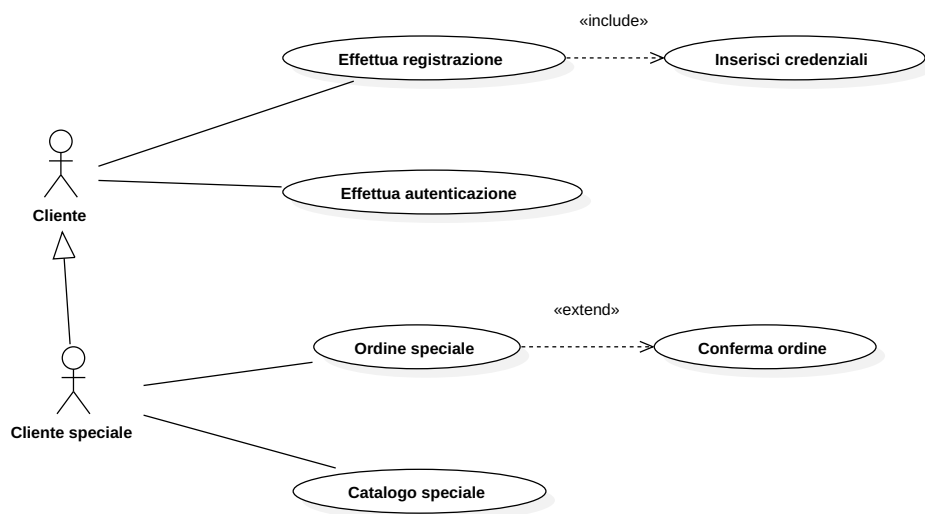 «include»
Effettua registrazione
Inserisci credenziali
Effettua autenticazione
Cliente
«extend»
Ordine speciale
Conferma ordine
Cliente speciale
Catalogo speciale